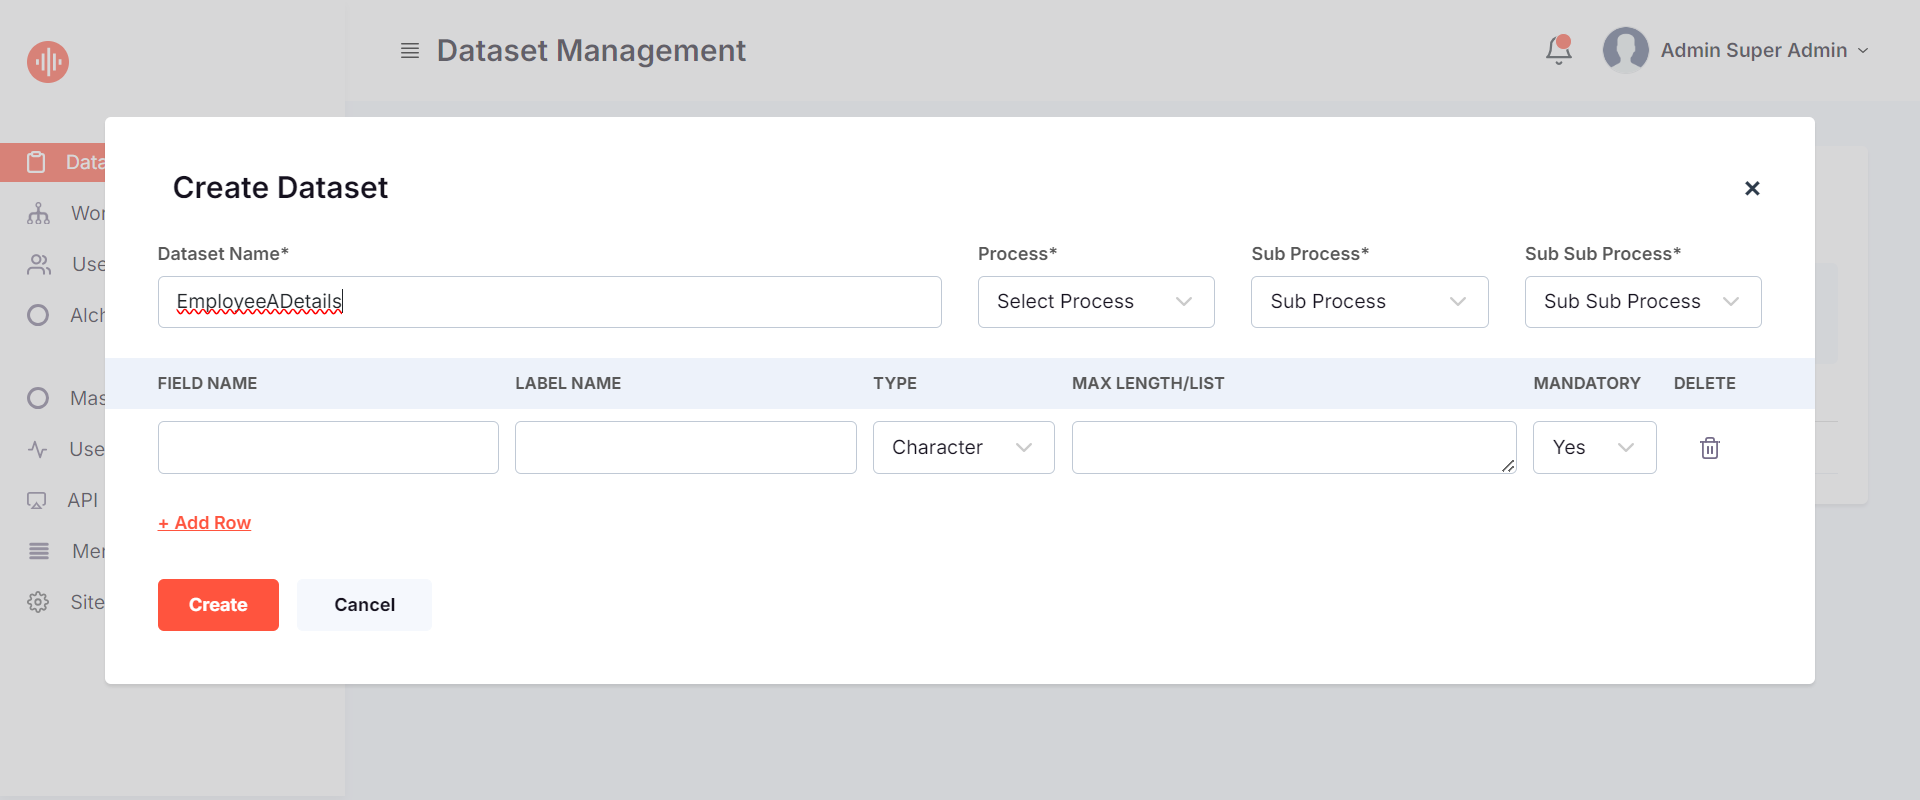 Dataset Management
Admin Super Admin
Data
Wor
Use
Alch
Mas
Use
API
Mer
Site
Create Dataset
Dataset Name*
Process*
Sub Process*
Sub Sub Process*
EmployeeADetails
Select Process
Sub Process
Sub Sub Process
FIELD NAME
LABEL NAME
TYPE
MAX LENGTH/LIST
MANDATORY
DELETE
Character
Yes
+ Add Row
Create
Cancel